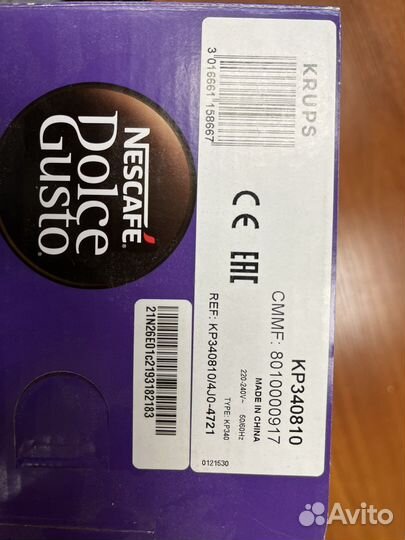 NESCAFÉ®
Dolce
Gusto®
KRUPS
3 016661 158667
CE EAC
KP340810
CMMF: 8010000917
MADE IN CHINA
220-240V~ 50/60Hz
REF: KP340810/4J0-4721
TYPE: KP340
0121530
21N26E01c2193182183
Avito